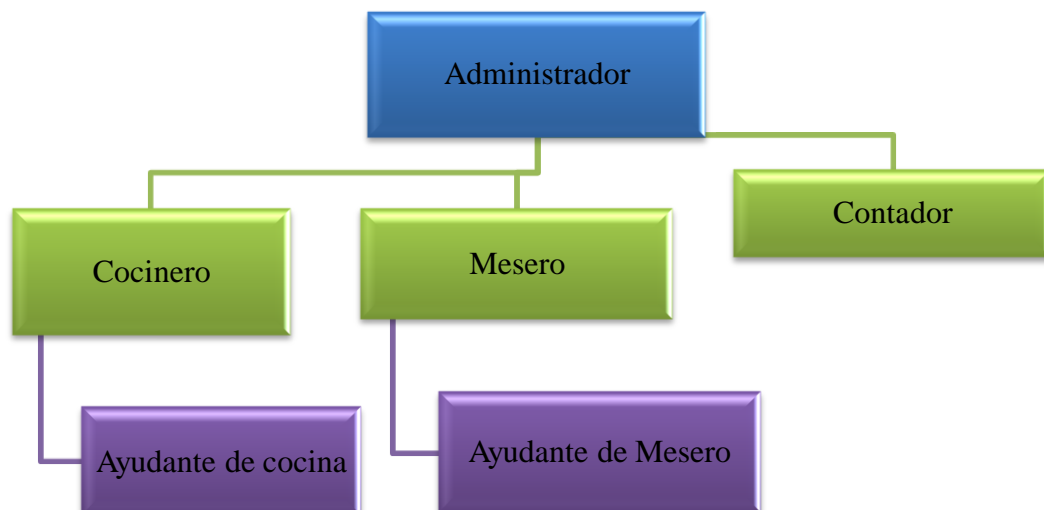 Administrador
Contador
Cocinero
Mesero
Ayudante de cocina
Ayudante de Mesero